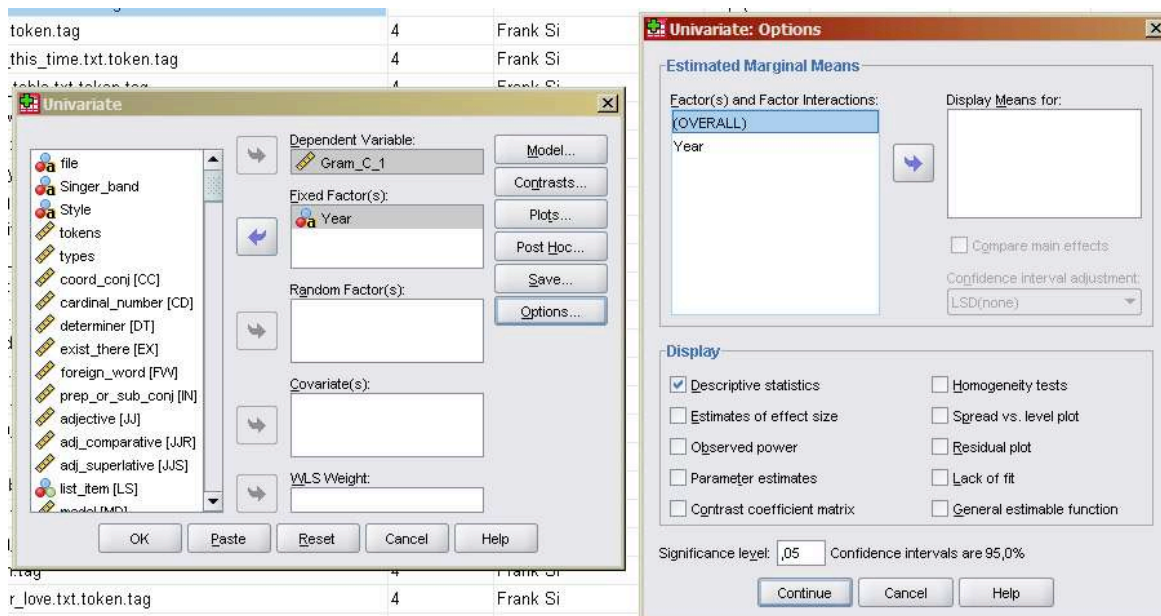 token.tag 4 Frank Si
this_time.txt.token.tag 4 Frank Si
Univariate
file
Singer_band
Style
tokens
types
coord_conj [CC]
cardinal_number [CD]
determiner [DT]
exist_there [EX]
foreign_word [FW]
prep_or_sub_conj [IN]
adjective [JJ]
adj_comparative [JJR]
adj_superlative [JJS]
list_item [LS]
Dependent Variable:
Gram_C_1
Fixed Factor(s):
Year
Random Factor(s):
Covariate(s):
WLS Weight:
Model...
Contrasts...
Plots...
Post Hoc...
Save...
Options...
OK Paste Reset Cancel Help
r_love.txt.token.tag 4 Frank Si
Univariate: Options
Estimated Marginal Means
Factor(s) and Factor Interactions:
(OVERALL)
Year
Display Means for:
Compare main effects
Confidence interval adjustment:
LSD(none)
Display
Descriptive statistics
Estimates of effect size
Observed power
Parameter estimates
Contrast coefficient matrix
Homogeneity tests
Spread vs. level plot
Residual plot
Lack of fit
General estimable function
Significance level: ,05 Confidence intervals are 95,0%
Continue Cancel Help